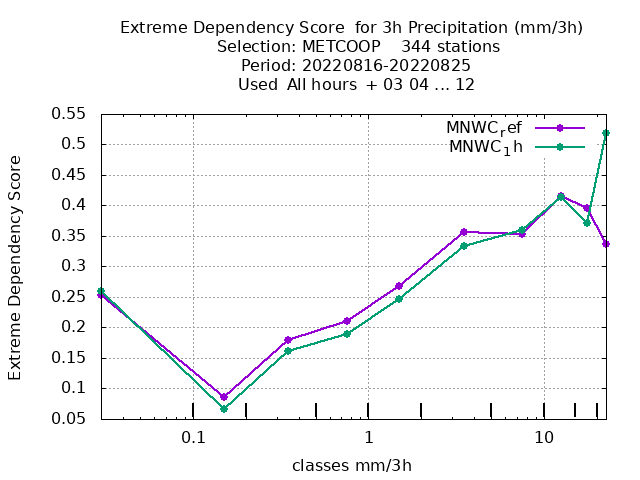 Extreme Dependency Score  for 3h Precipitation (mm/3h)
Selection: METCOOP    344 stations
Period: 20220816-20220825
Used  All hours  + 03 04 ... 12
MNWCref
MNWC1h
Extreme Dependency Score
0.55
0.5
0.45
0.4
0.35
0.3
0.25
0.2
0.15
0.1
0.05
0.1 1 10
classes mm/3h